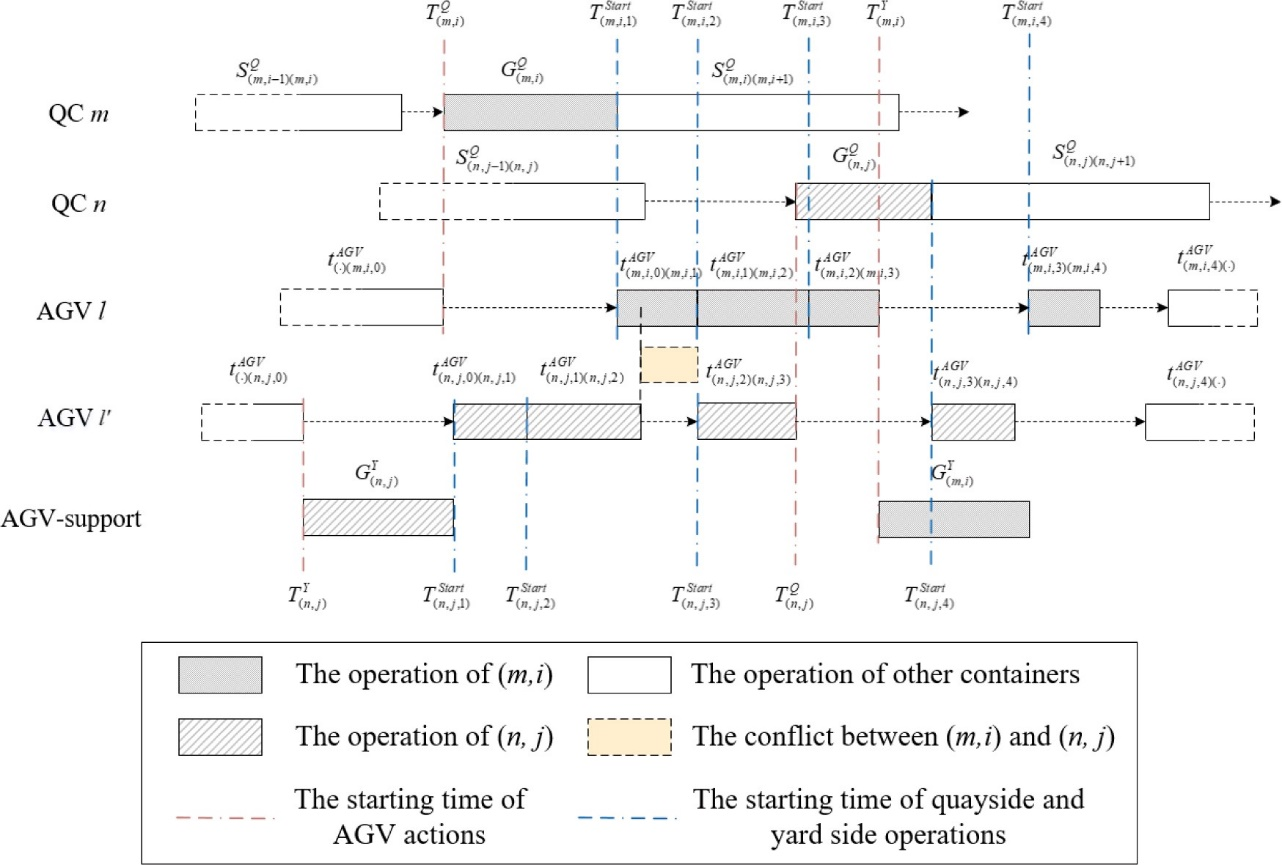 T^Q_(m,i) T^Start_(m,i,1) T^Start_(m,i,2) T^Start_(m,i,3) T^Σ_(m,i) T^Start_(m,i,4)
S^Q_(m,i−1)(m,i) G^Q_(m,i) S^Q_(m,i)(m,i+1)
QC m
S^Q_(n,j−1)(n,j) G^Q_(n,j) S^Q_(n,j)(n,j+1)
QC n
t^AGV_(·)(m,i,0) t^AGV_(m,i,0)(m,i,1) t^AGV_(m,i,1)(m,i,2) t^AGV_(m,i,2)(m,i,3) t^AGV_(m,i,3)(m,i,4) t^AGV_(m,i,4)(·)
AGV l
t^AGV_(·)(n,j,0) t^AGV_(n,j,0)(n,j,1) t^AGV_(n,j,1)(n,j,2) t^AGV_(n,j,2)(n,j,3) t^AGV_(n,j,3)(n,j,4) t^AGV_(n,j,4)(·)
AGV l'
G^Σ_(n,j) G^Σ_(m,i)
AGV-support
T^Σ_(n,j) T^Start_(n,j,1) T^Start_(n,j,2) T^Start_(n,j,3) T^Q_(n,j) T^Start_(n,j,4)
The operation of (m,i)
The operation of other containers
The operation of (n, j)
The conflict between (m,i) and (n, j)
The starting time of
AGV actions
The starting time of quayside and
yard side operations